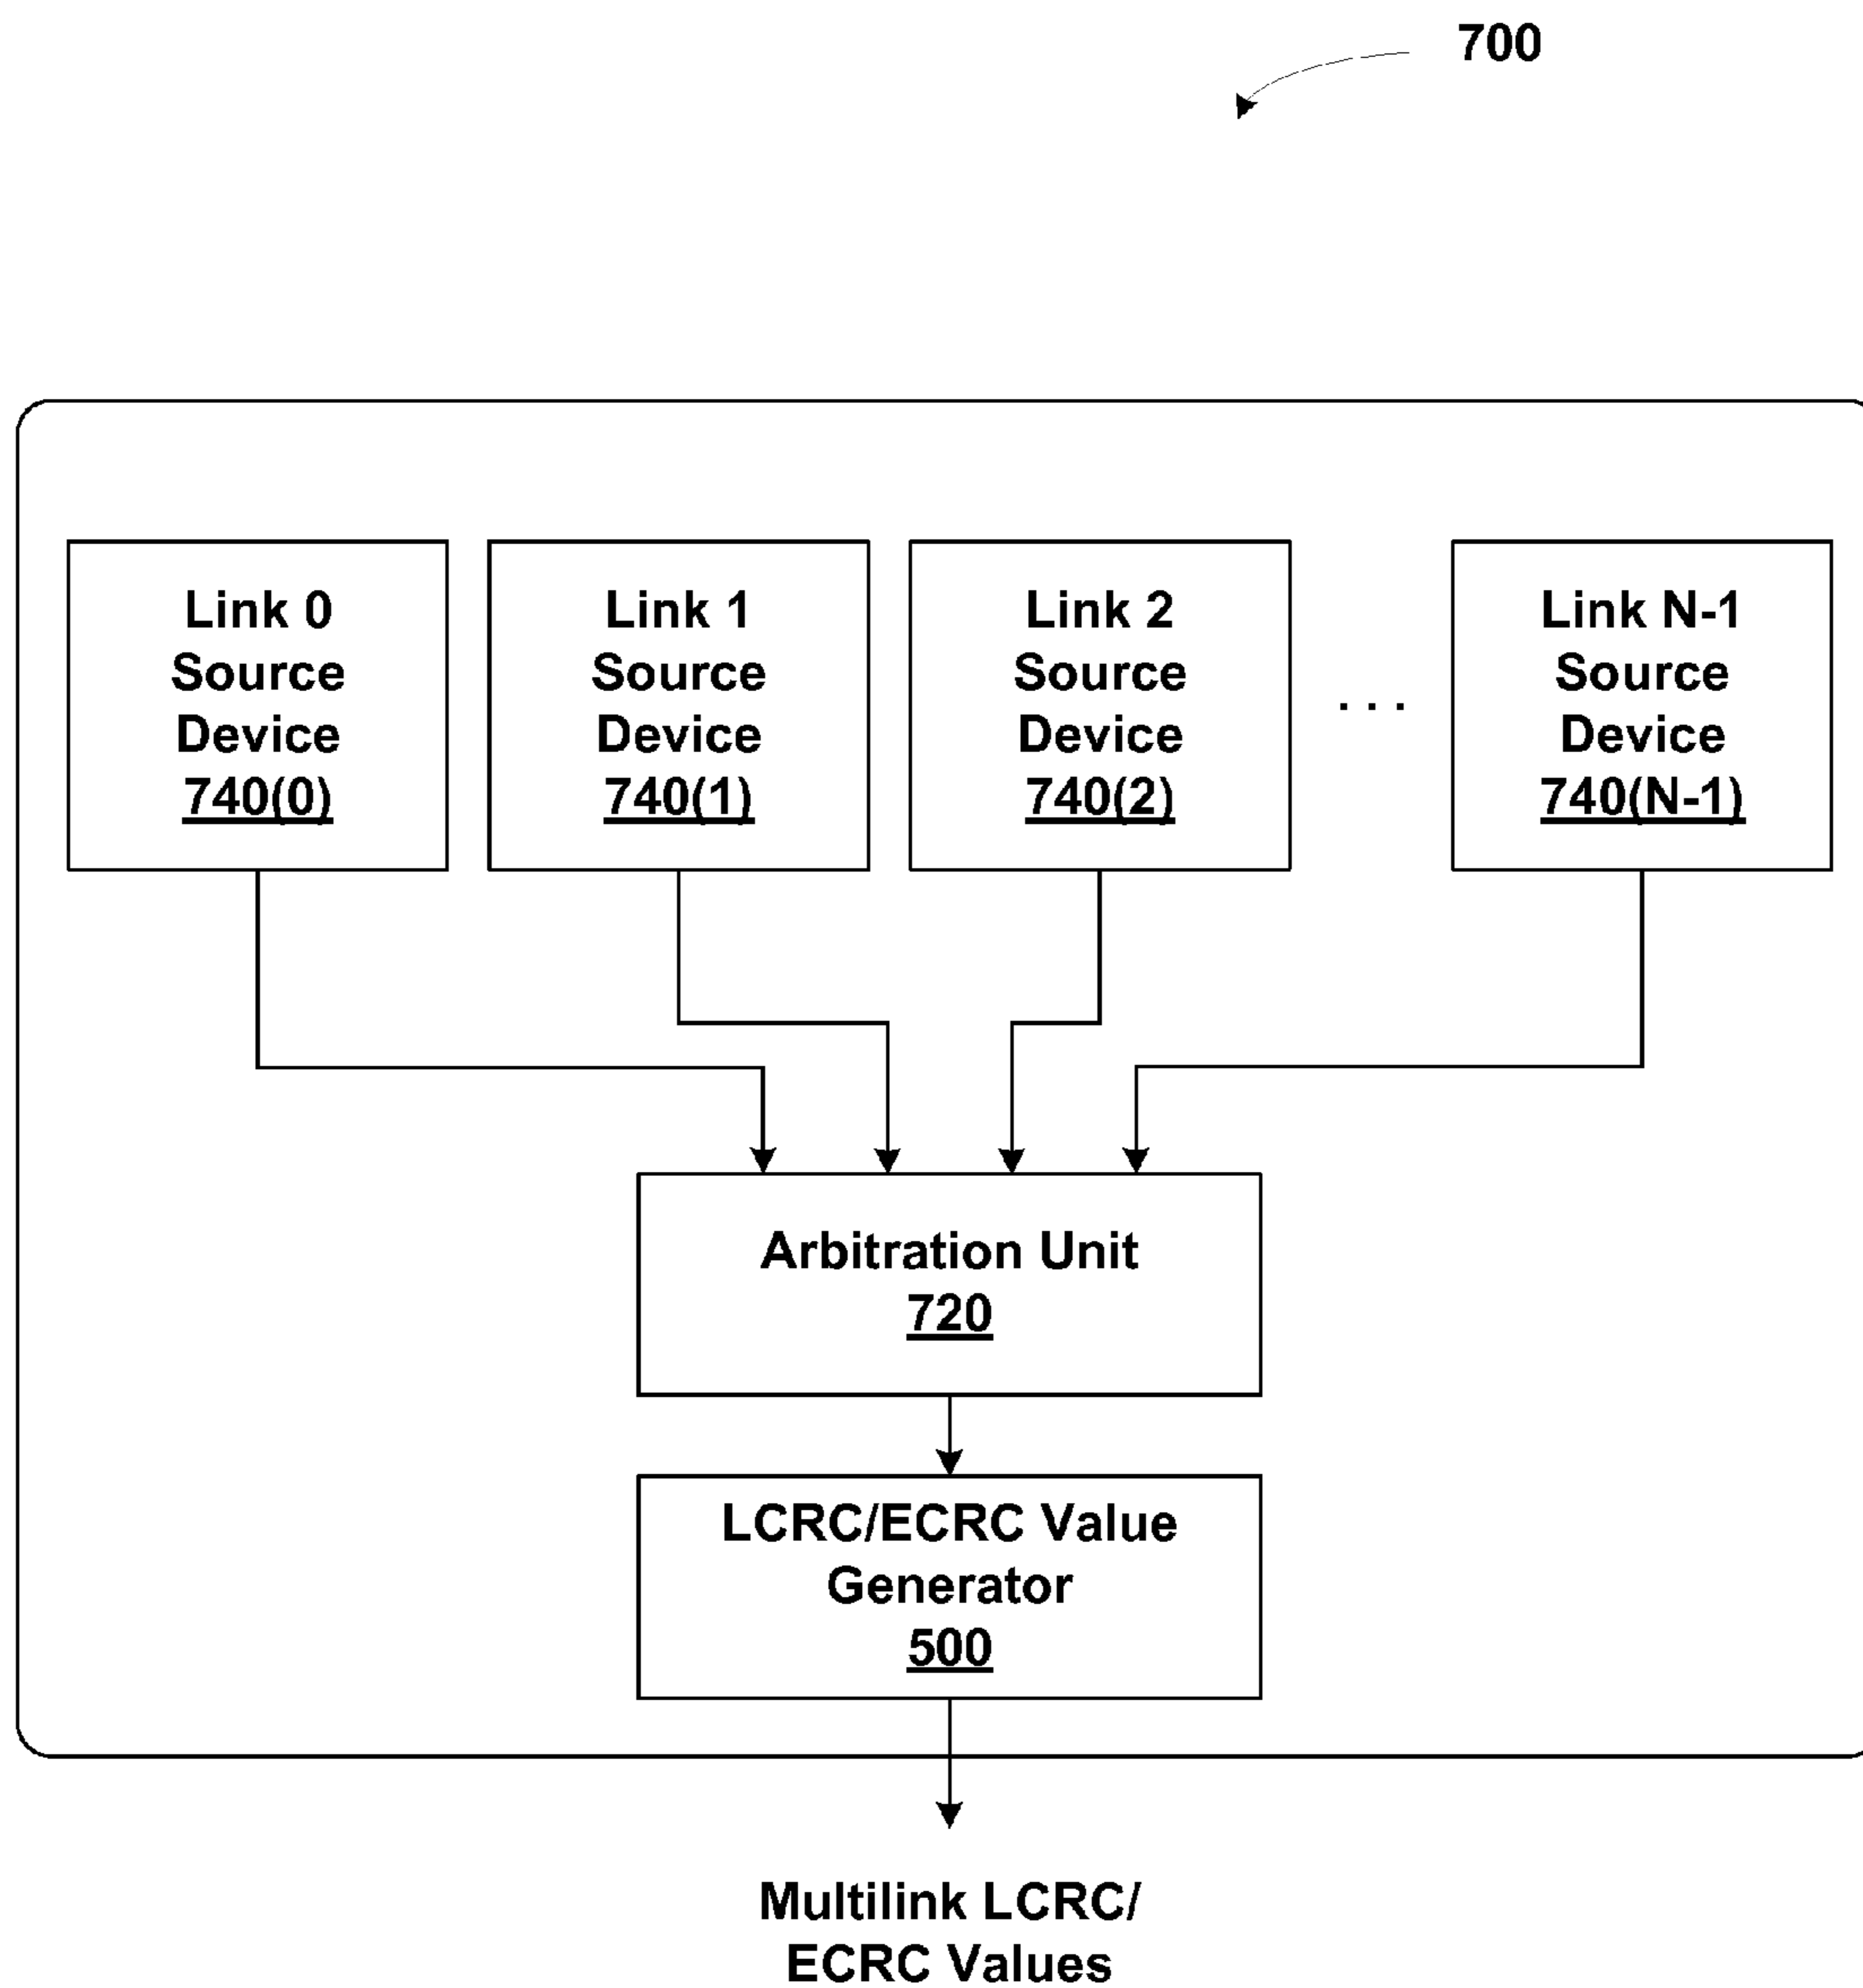 700
Link 0
Source
Device
740(0)
Link 1
Source
Device
740(1)
Link 2
Source
Device
740(2)
. . .
Link N-1
Source
Device
740(N-1)
Arbitration Unit
720
LCRC/ECRC Value
Generator
500
Multilink LCRC/
ECRC Values